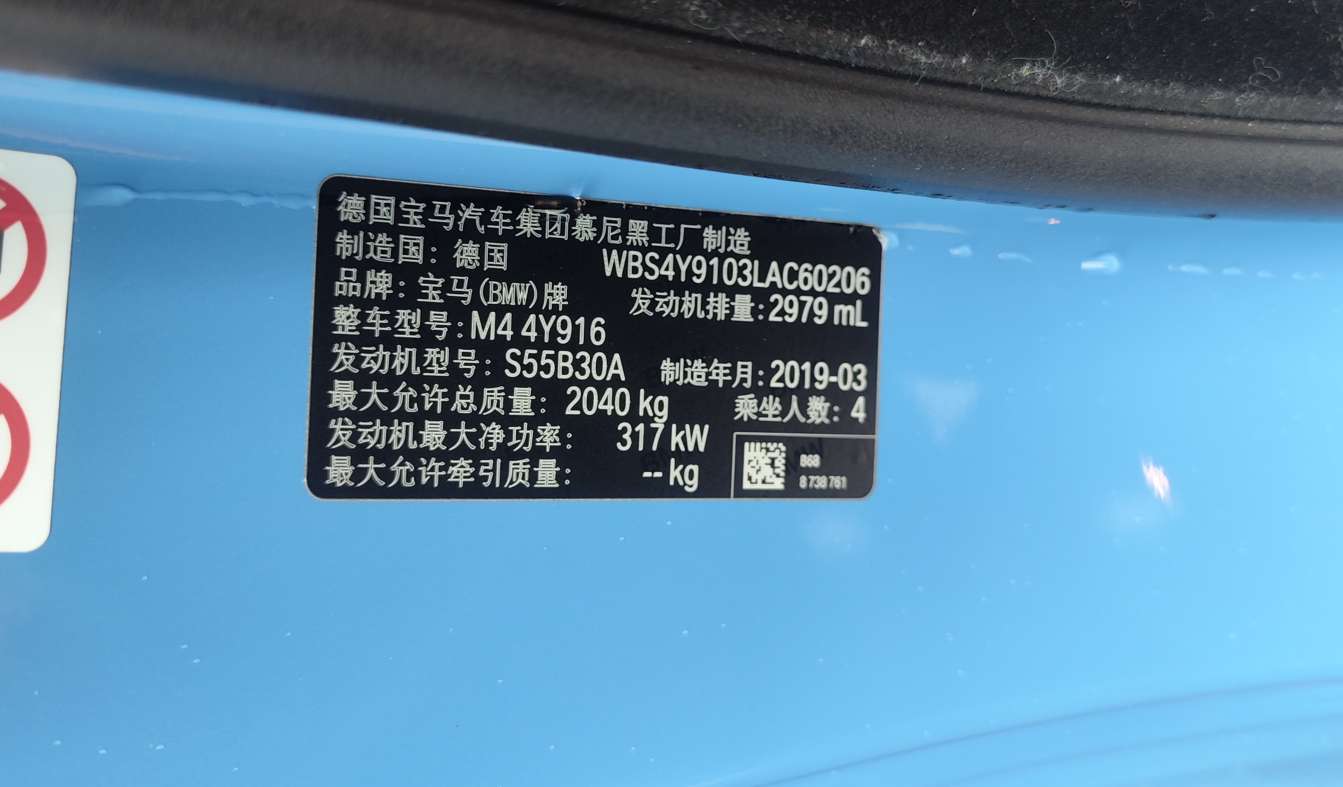 德国宝马汽车集团慕尼黑工厂制造
制造国：德国 WBS4Y9103LAC60206
品牌：宝马(BMW)牌 发动机排量：2979 mL
整车型号：M4 4Y916
发动机型号：S55B30A 制造年月：2019-03
最大允许总质量：2040 kg 乘坐人数：4
发动机最大净功率：317 kW
最大允许牵引质量：-- kg
B68
8 738 761